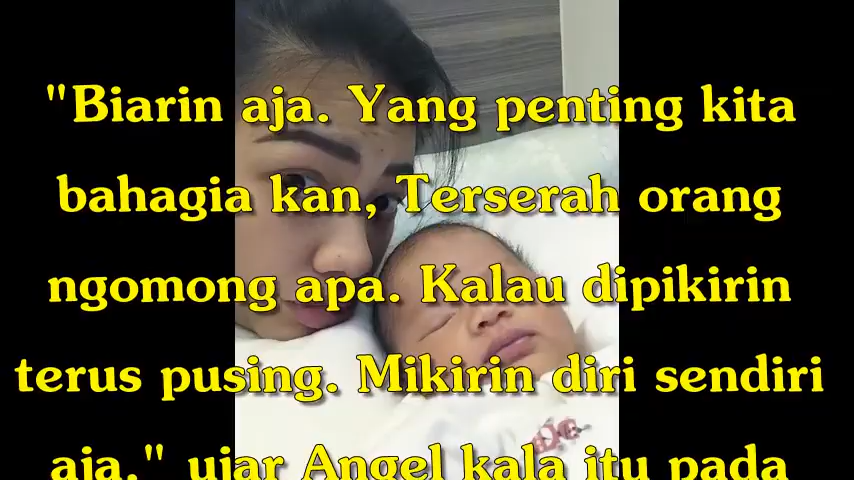 "Biarin aja. Yang penting kita
bahagia kan, Terserah orang
ngomong apa. Kalau dipikirin
terus pusing. Mikirin diri sendiri
aja." ujar Angel kala itu pada